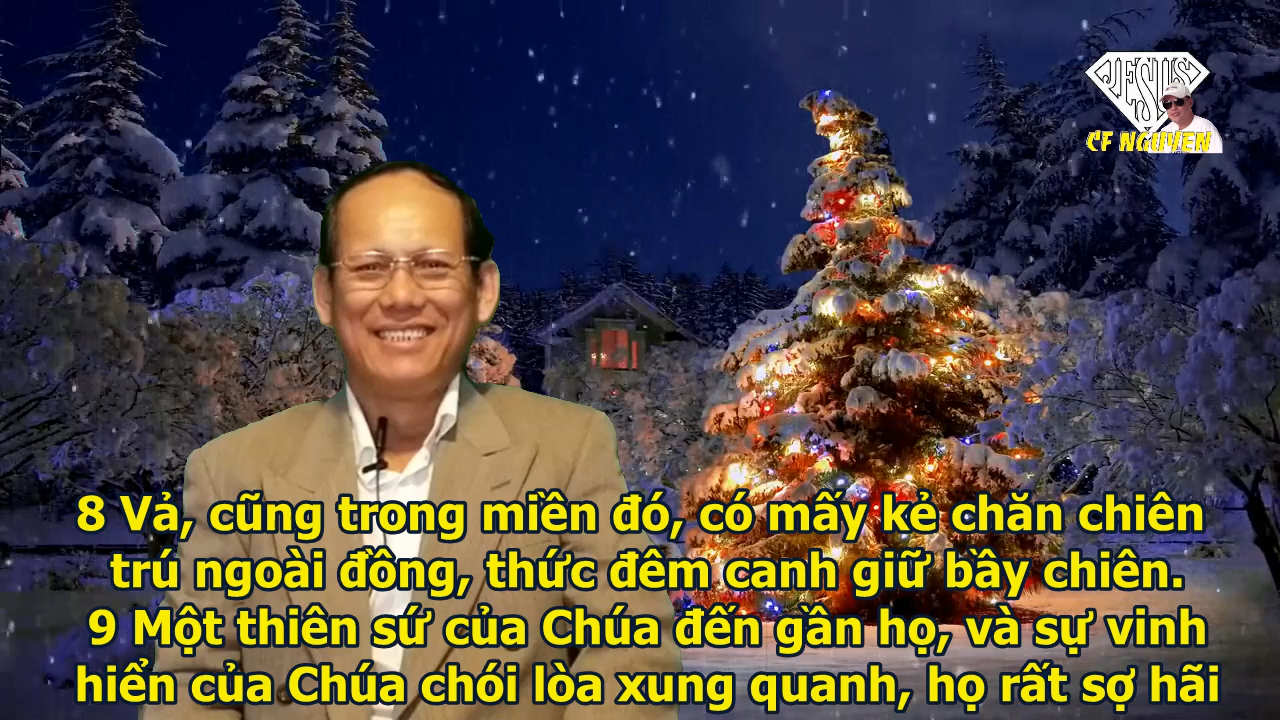 JESUS
CF NGUYEN
8 Vả, cũng trong miền đó, có mấy kẻ chăn chiên
trú ngoài đồng, thức đêm canh giữ bầy chiên.
9 Một thiên sứ của Chúa đến gần họ, và sự vinh
hiển của Chúa chói lòa xung quanh, họ rất sợ hãi